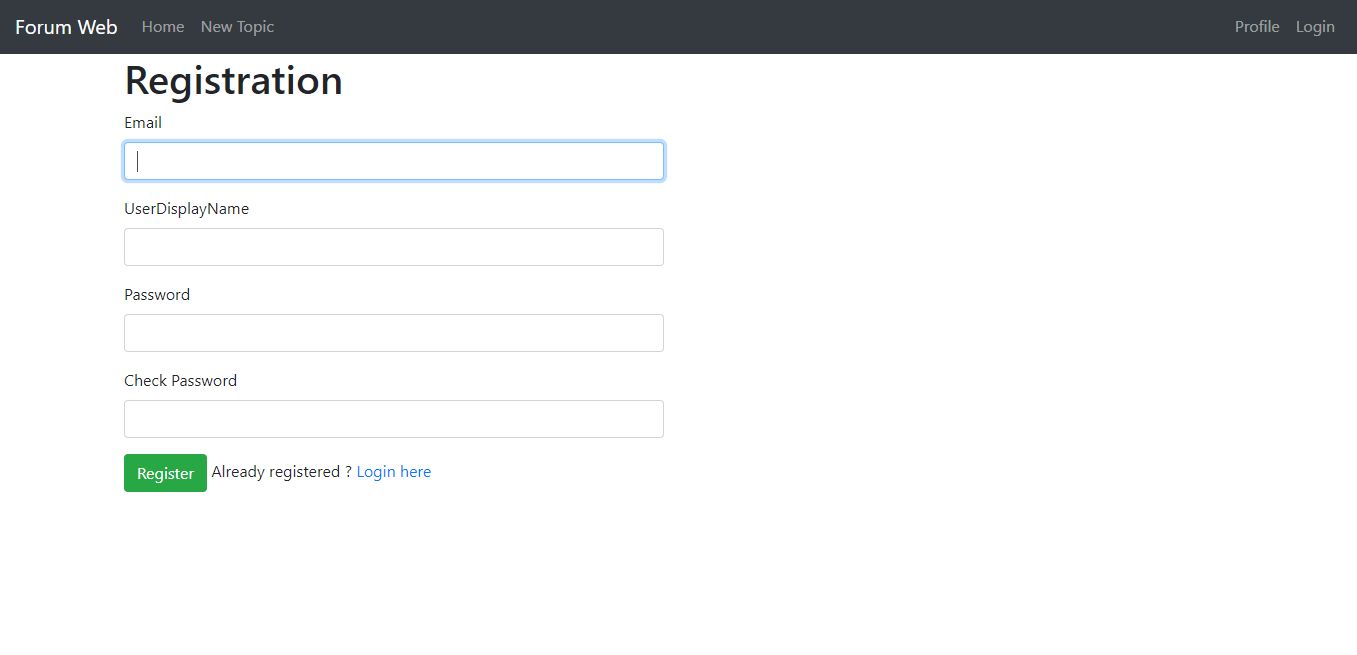 Forum Web Home New Topic Profile Login
Registration
Email
UserDisplayName
Password
Check Password
Register Already registered ? Login here